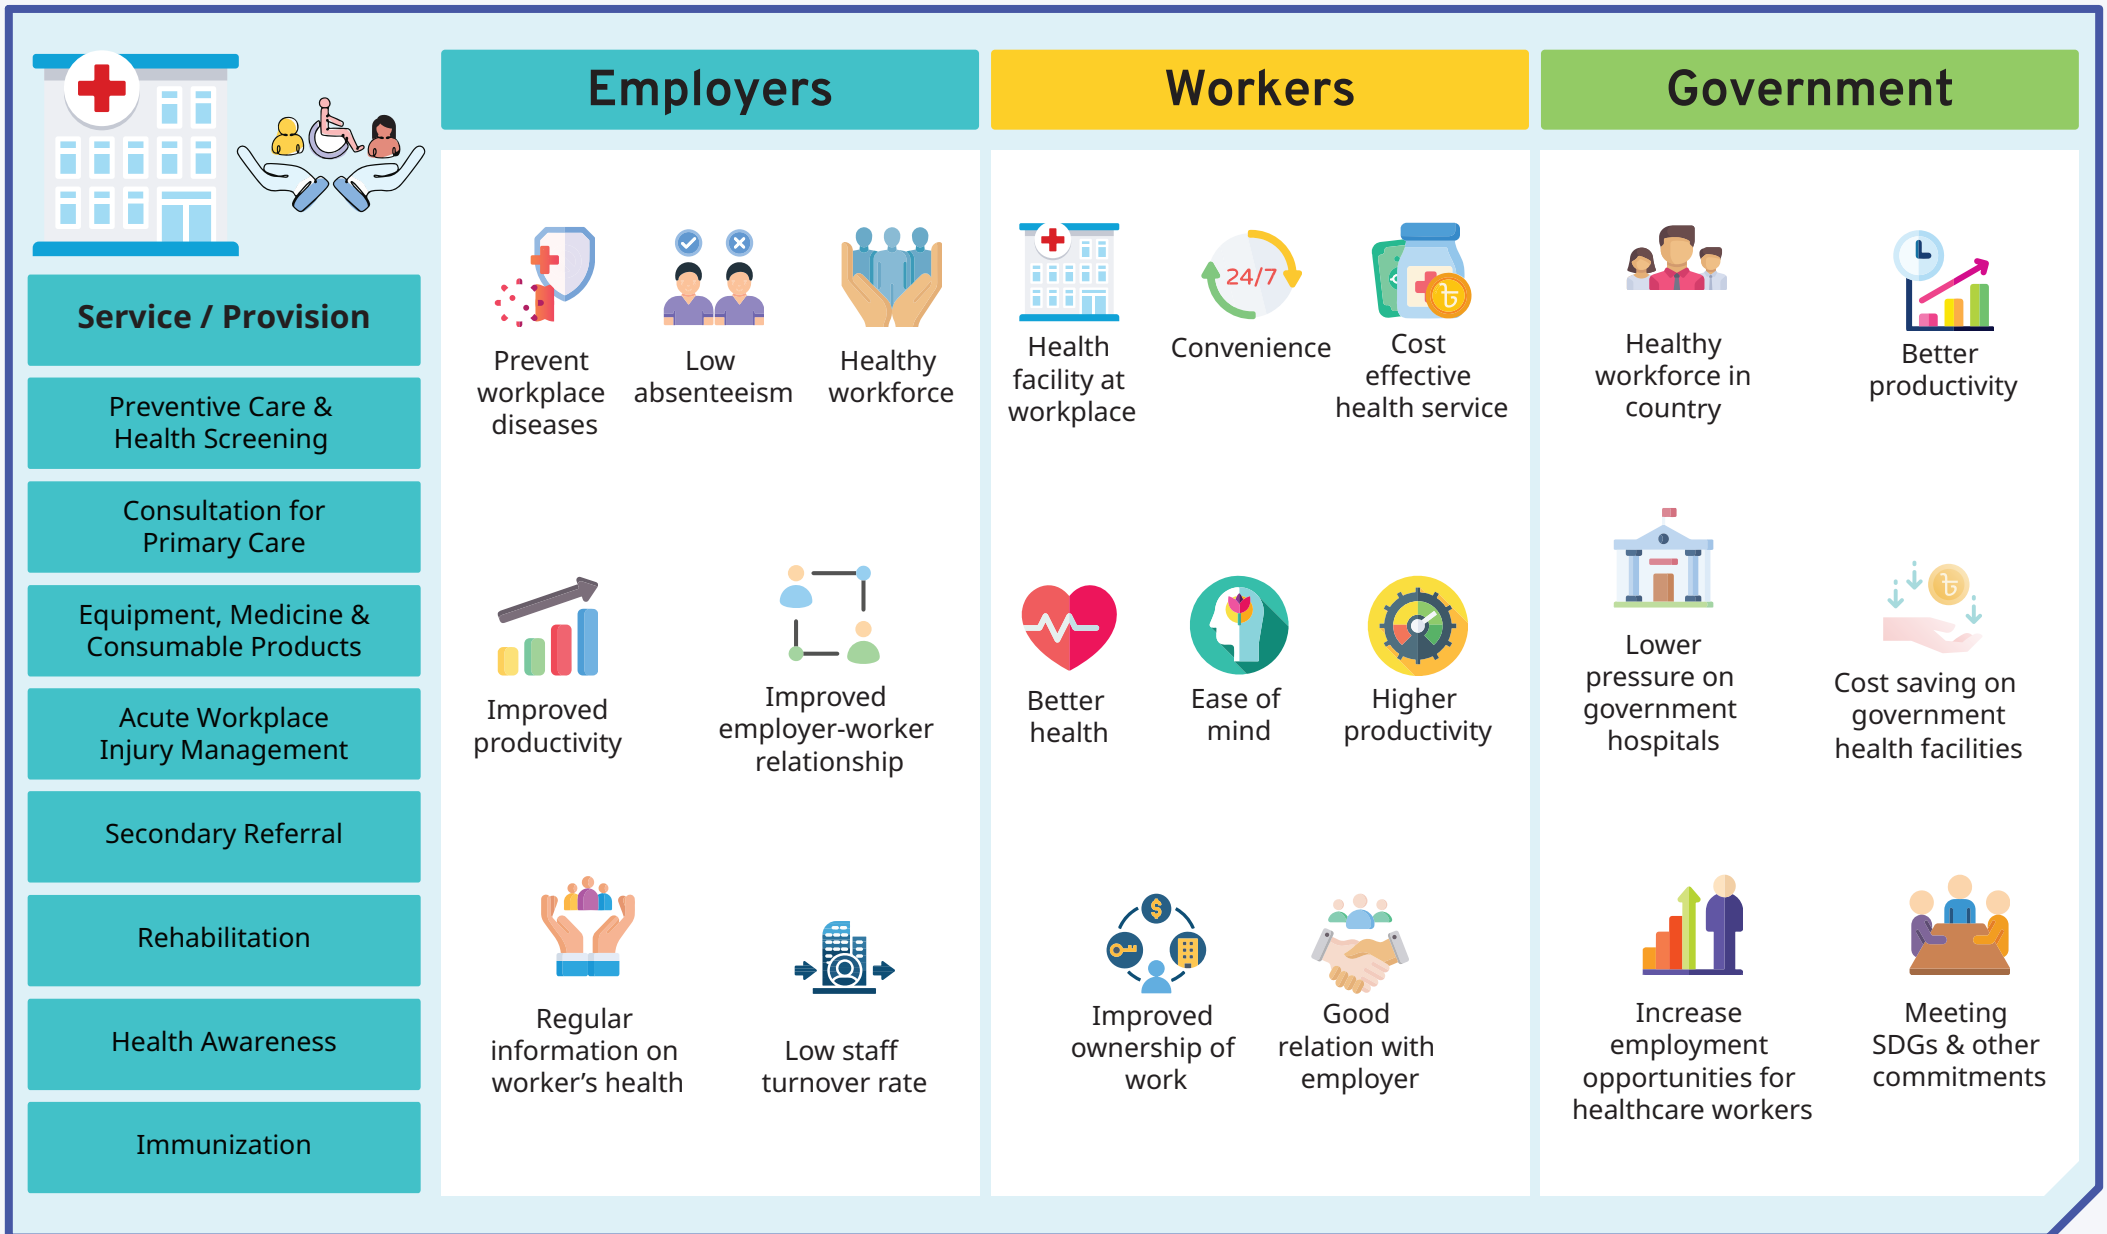 Employers
Workers
Government
Service / Provision
Preventive Care &
Health Screening
Consultation for
Primary Care
Equipment, Medicine &
Consumable Products
Acute Workplace
Injury Management
Secondary Referral
Rehabilitation
Health Awareness
Immunization
Prevent
workplace
diseases
Low
absenteeism
Healthy
workforce
Improved
productivity
Improved
employer-worker
relationship
Regular
information on
worker’s health
Low staff
turnover rate
Health
facility at
workplace
24/7
Convenience
৳
Cost
effective
health service
Better
health
Ease of
mind
Higher
productivity
$
Improved
ownership of
work
Good
relation with
employer
Healthy
workforce in
country
Better
productivity
Lower
pressure on
government
hospitals
৳
Cost saving on
government
health facilities
Increase
employment
opportunities for
healthcare workers
Meeting
SDGs & other
commitments